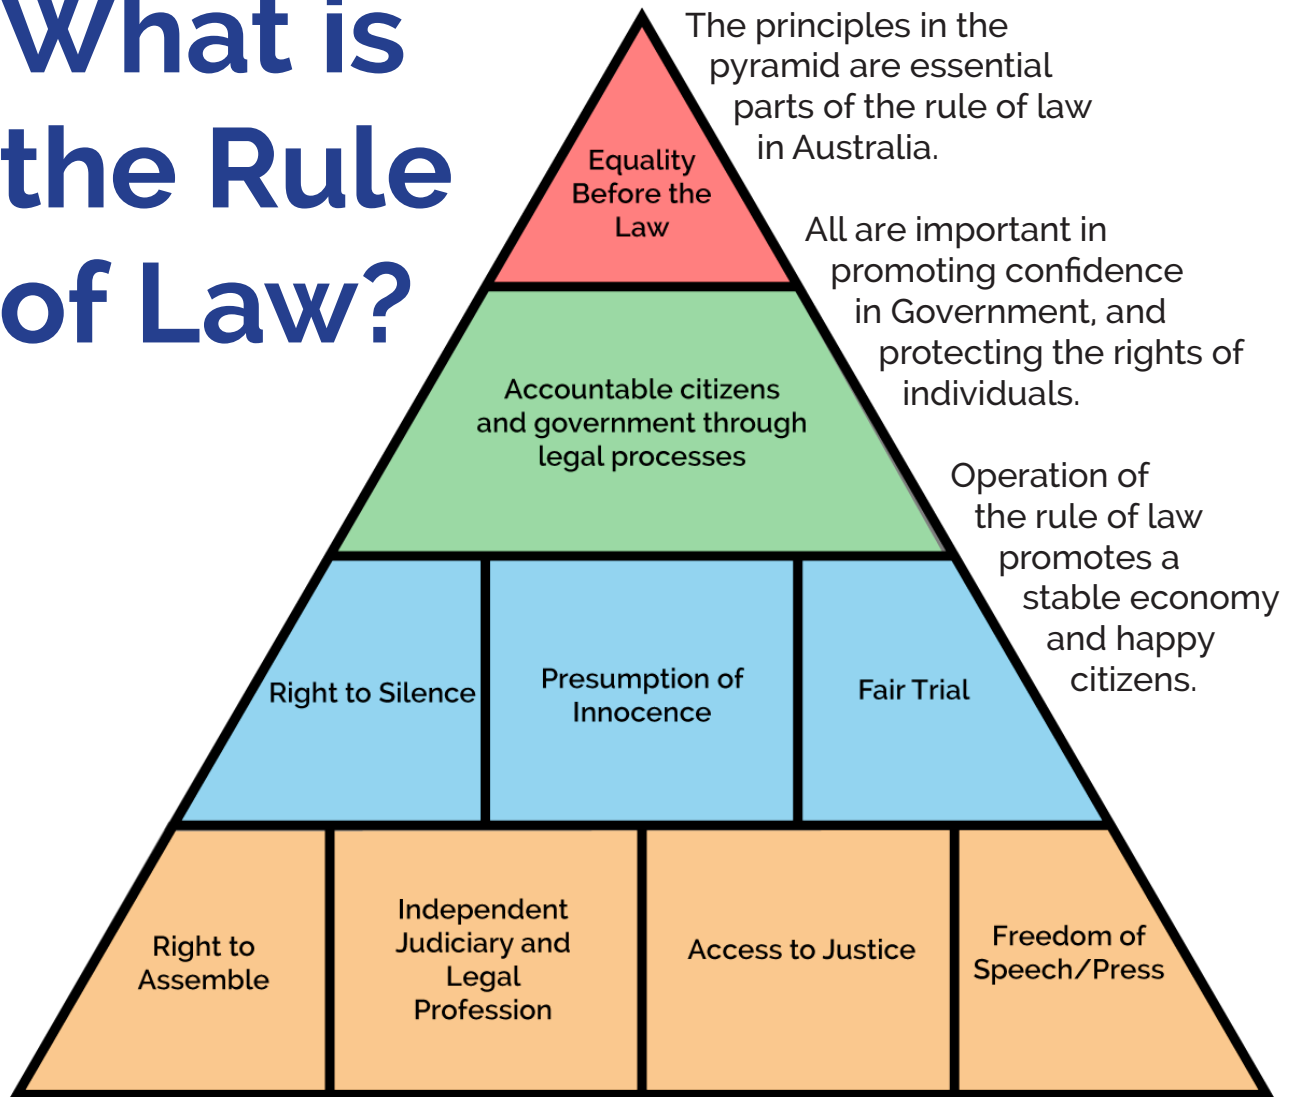 What is
the Rule
of Law?
The principles in the
pyramid are essential
parts of the rule of law
in Australia.
All are important in
promoting confidence
in Government, and
protecting the rights of
individuals.
Operation of
the rule of law
promotes a
stable economy
and happy
citizens.
Equality
Before the
Law
Accountable citizens
and government through
legal processes
Right to Silence
Presumption of
Innocence
Fair Trial
Right to
Assemble
Independent
Judiciary and
Legal
Profession
Access to Justice
Freedom of
Speech/Press